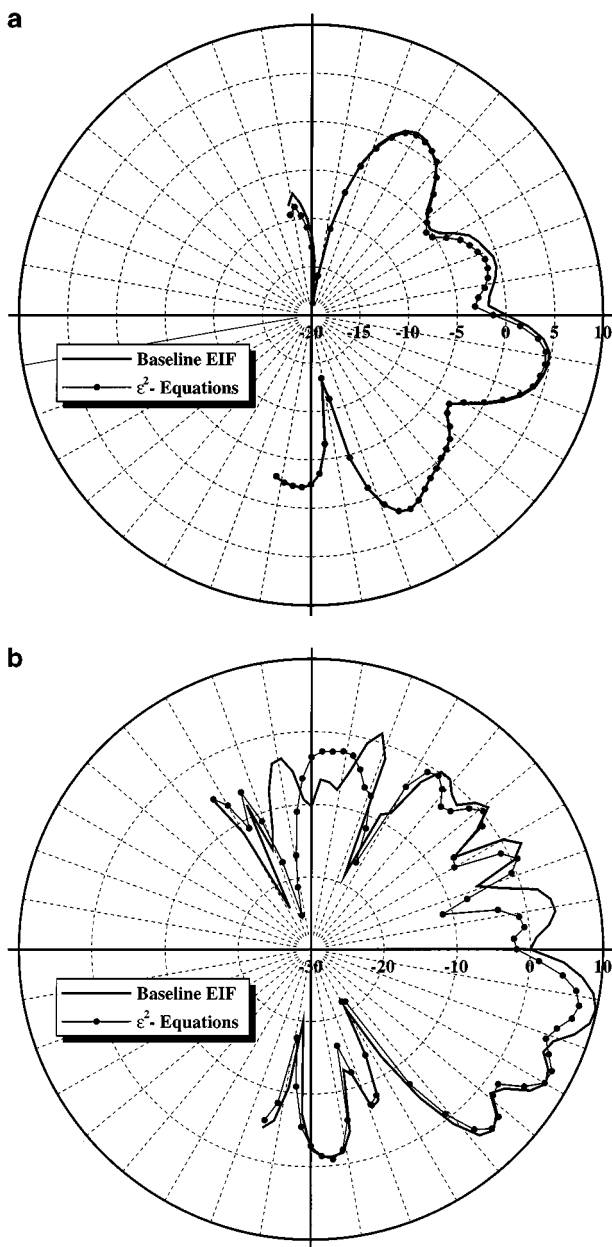 a
-20 -15 -10 -5 0 5 10
Baseline EIF
ε²- Equations
b
-30 -20 -10 0 10
Baseline EIF
ε²- Equations